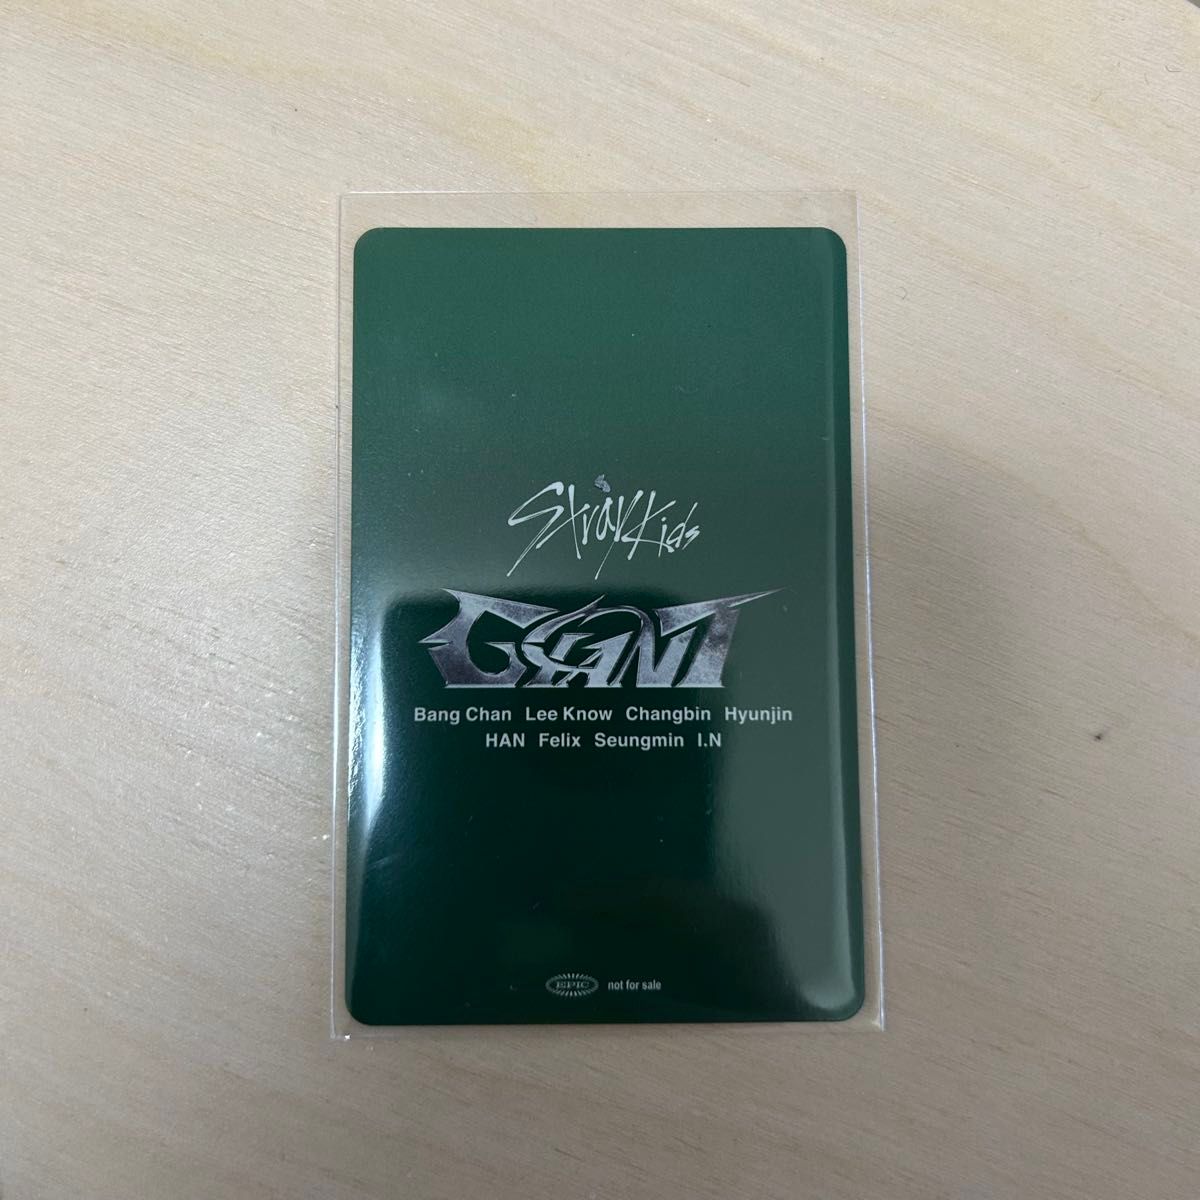 Stray Kids
GIANT
Bang Chan Lee Know Changbin Hyunjin
HAN Felix Seungmin I.N
EPIC not for sale